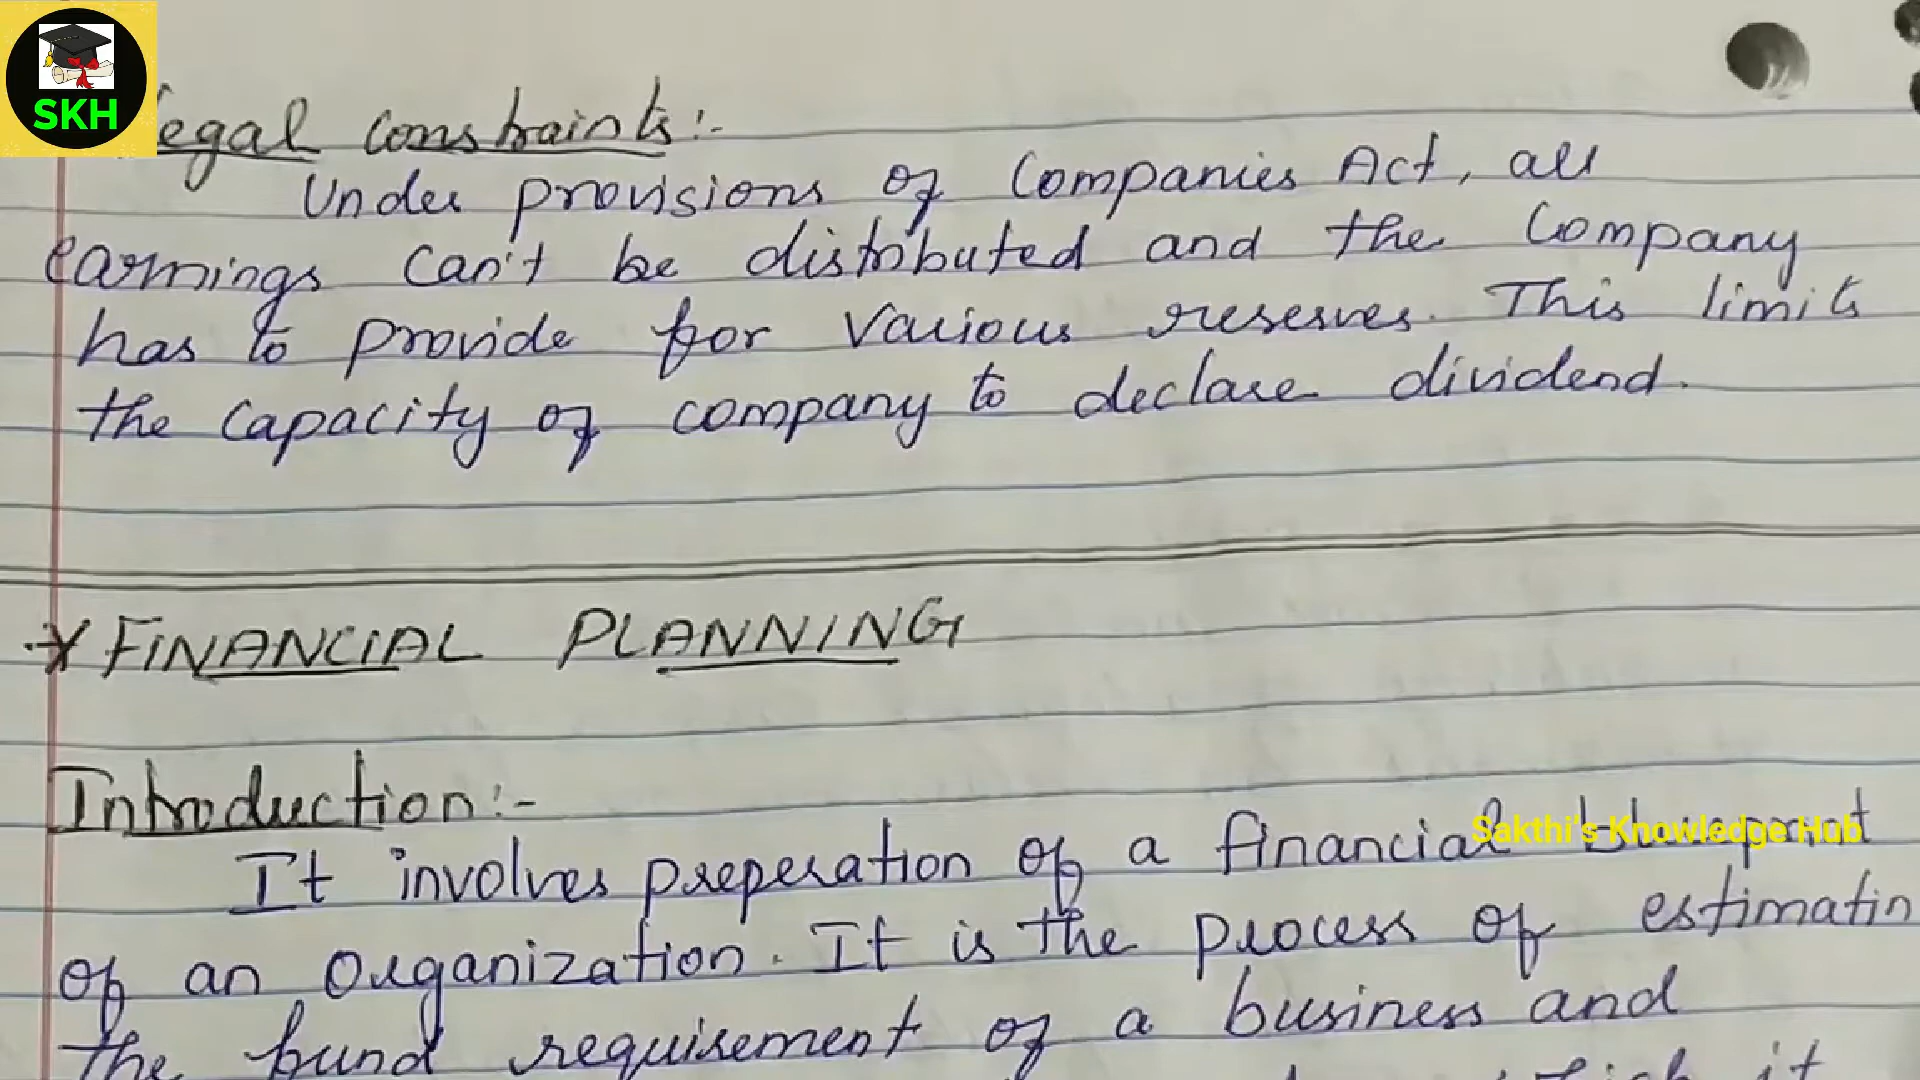 SKH
egal constraints:-
Under provisions of Companies Act, all
earnings can't be distributed and the Company
has to provide for various reserves. This limits
the capacity of company to declare dividend.
* FINANCIAL PLANNING
Introduction:-
Sakthi's Knowledge Hub
It involves preperation of a financial blueprint
of an Organization. It is the process of estimatin
the fund requirement of a business and
which it